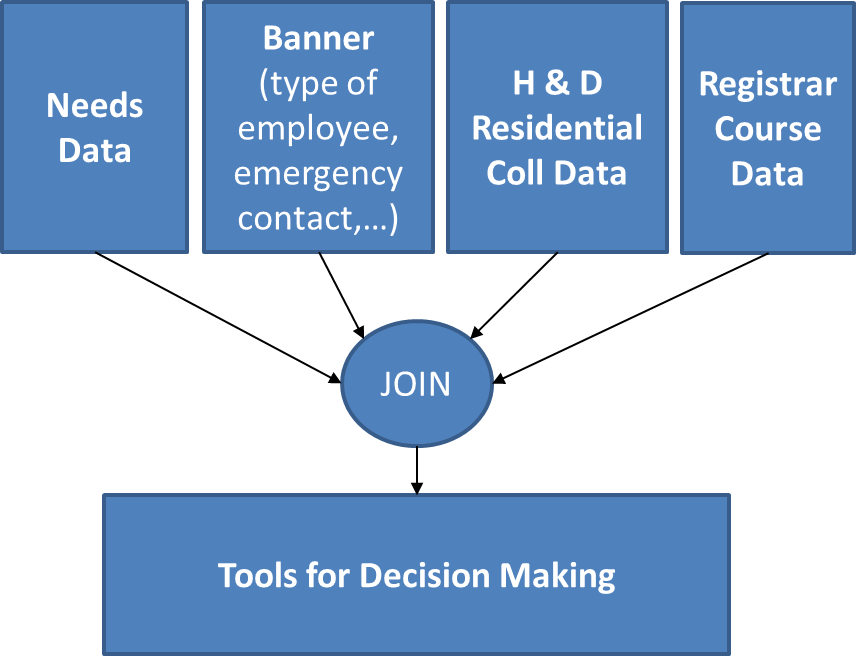 Needs
Data
Banner
(type of
employee,
emergency
contact,...)
H & D
Residential
Coll Data
Registrar
Course
Data
JOIN
Tools for Decision Making